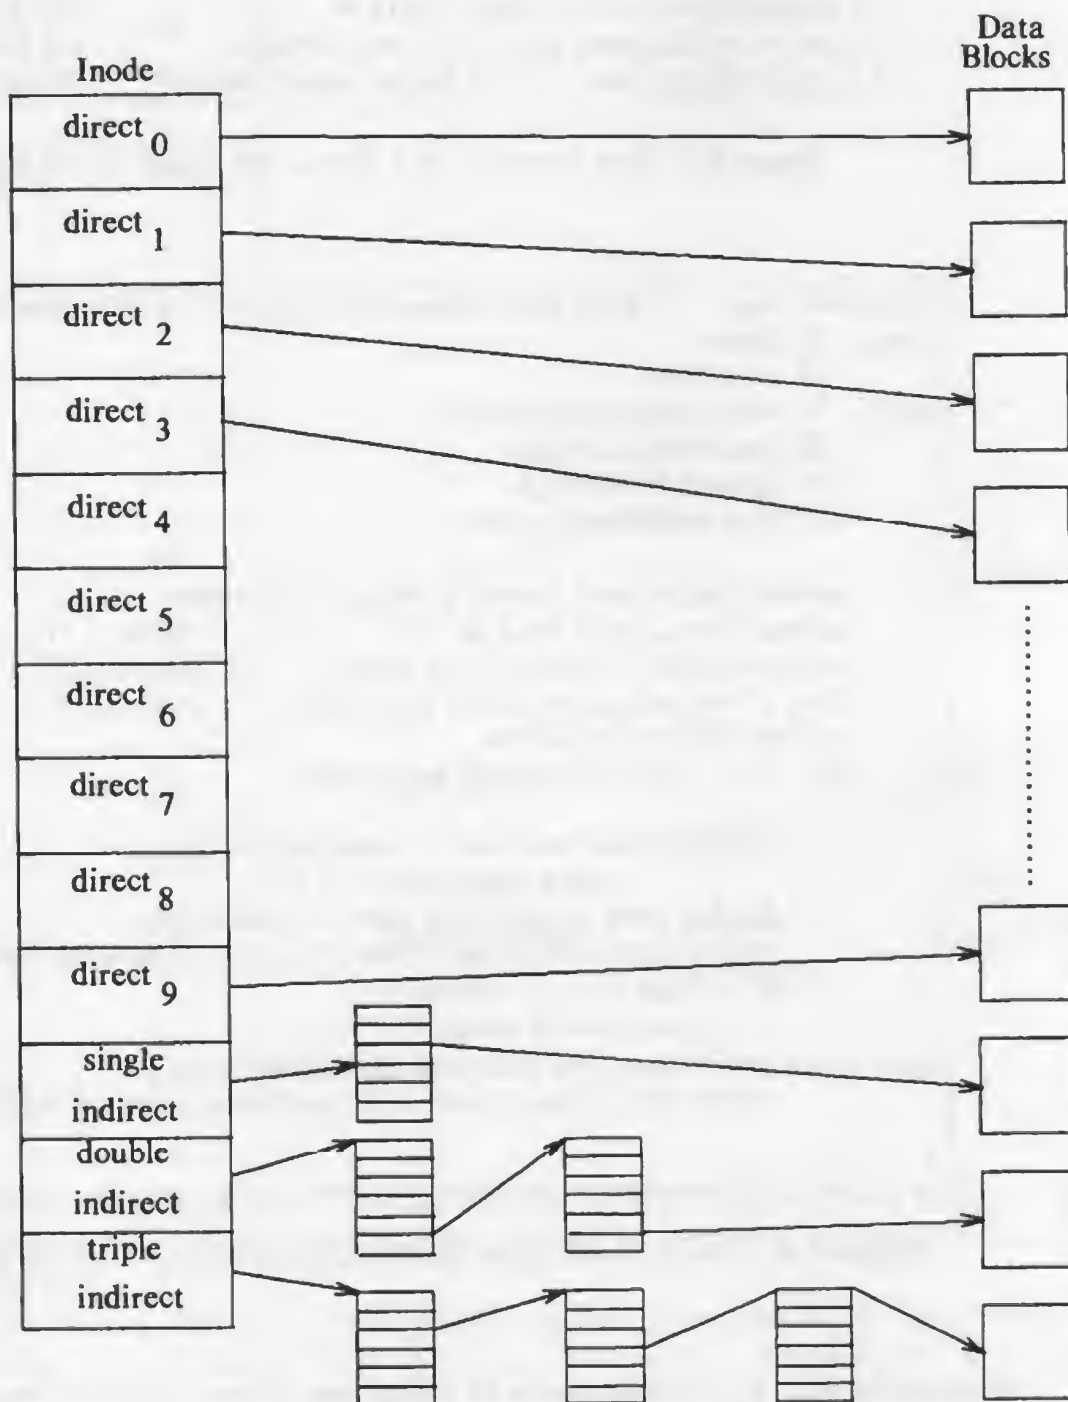 Inode
Data
Blocks
direct 0
direct 1
direct 2
direct 3
direct 4
direct 5
direct 6
direct 7
direct 8
direct 9
single
indirect
double
indirect
triple
indirect